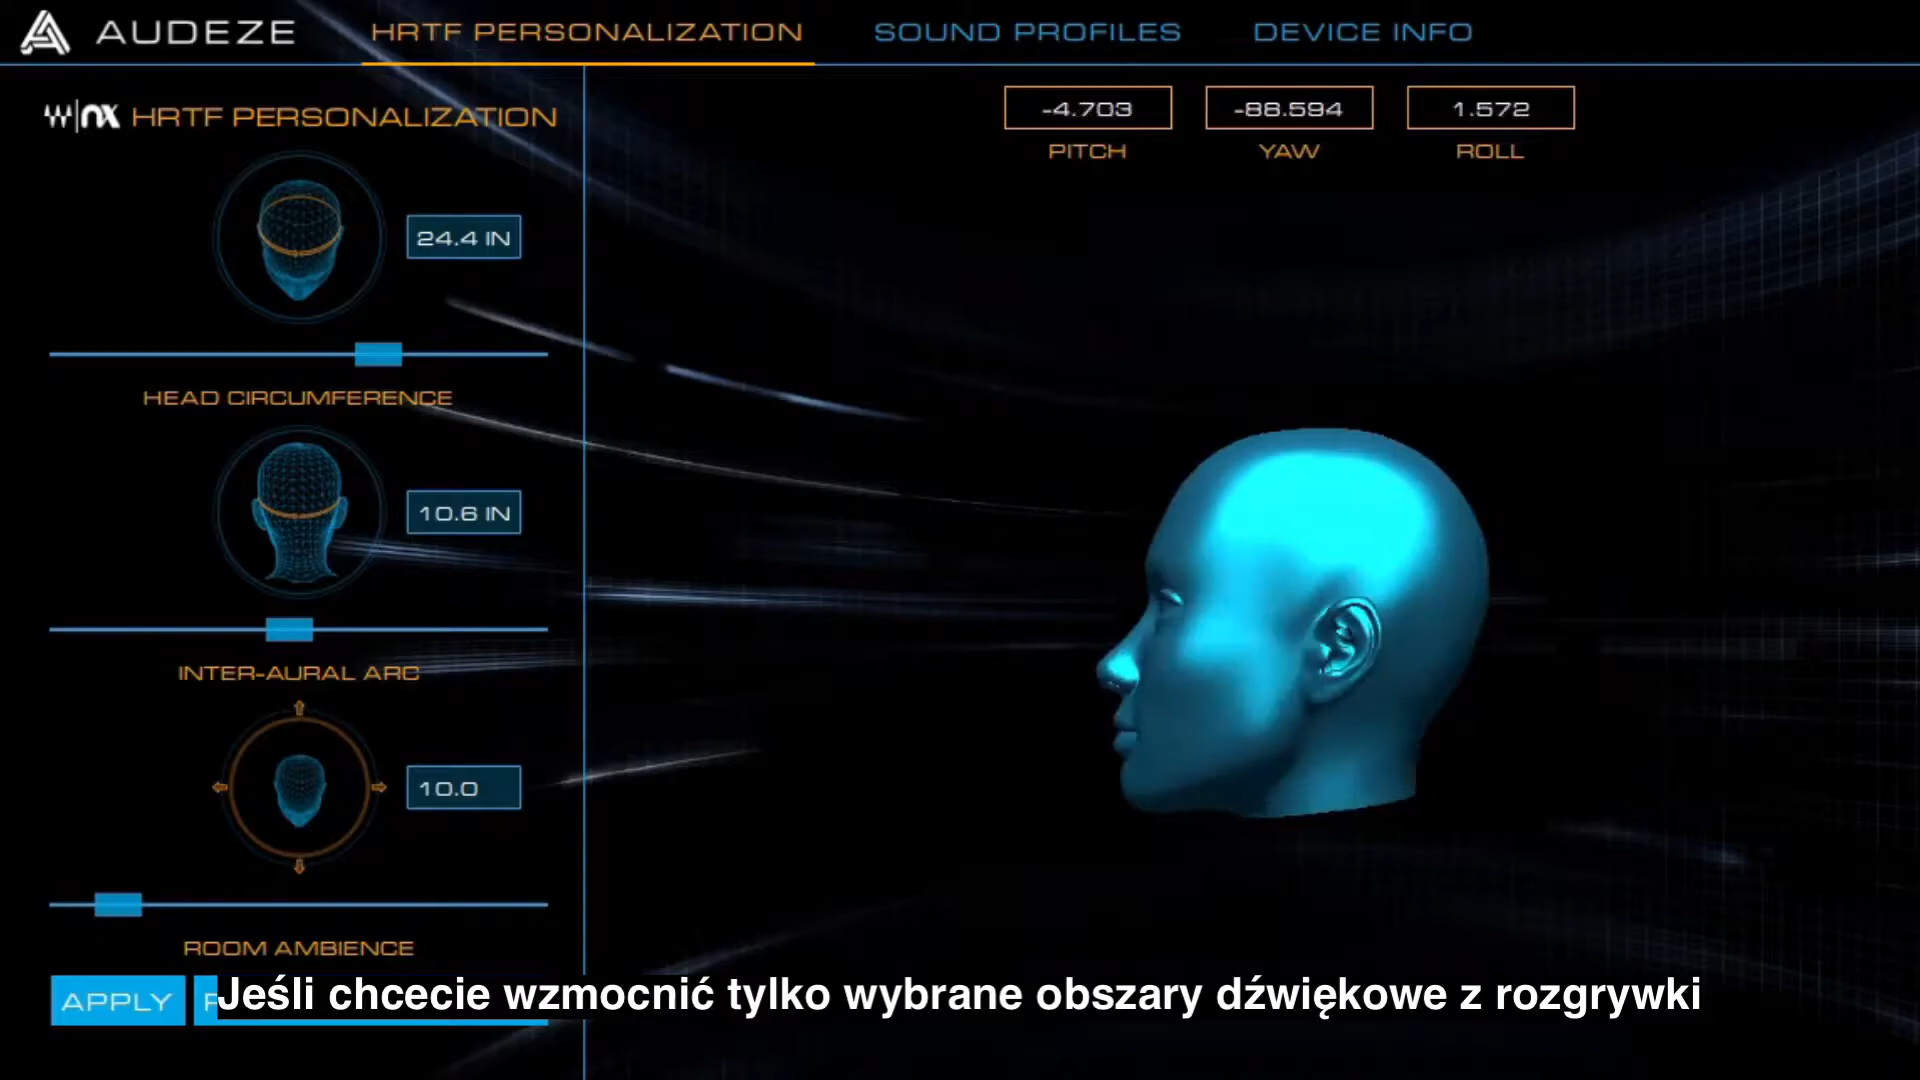 AUDEZE
HRTF PERSONALIZATION
SOUND PROFILES
DEVICE INFO
nx HRTF PERSONALIZATION
-4.703
-88.594
1.572
PITCH
YAW
ROLL
24.4 IN
HEAD CIRCUMFERENCE
10.6 IN
INTER-AURAL ARC
10.0
ROOM AMBIENCE
APPLY
Jeśli chcecie wzmocnić tylko wybrane obszary dźwiękowe z rozgrywki